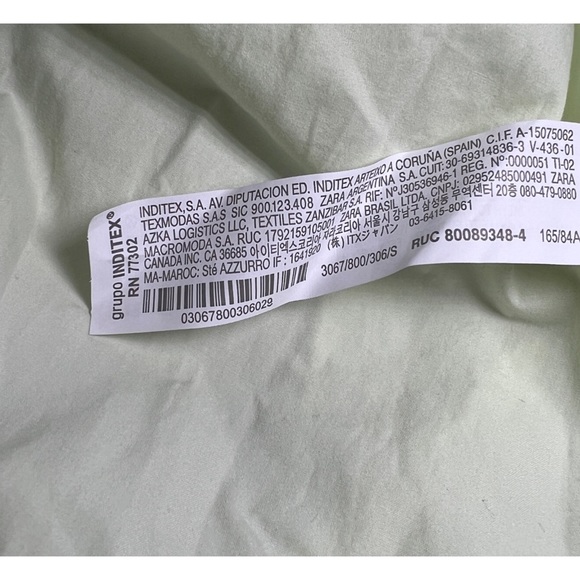 grupo INDITEX®
RN 77302
INDITEX, S.A. AV. DIPUTACION ED. INDITEX ARTEIXO A CORUÑA (SPAIN) C.I.F. A-15075062
TEXMODAS S.A.S SIC 900.123.408 ZARA ARGENTINA S.A. CUIT: 30-69314836-3 V-436-01
AZKA LOGISTICS LLC, TEXTILES ZANZIBAR S.A. RIF: Nº J30536946-1 REG. Nº:0000051 TI-02
MACROMODA S.A. RUC 1792159105001, ZARA BRASIL LTDA, CNPJ: 02952485000491 ZARA
CANADA INC. CA 36685 아이티엑스코리아 서울시 강남구 삼성동 무역센터 20층 080-479-0880
MA-MAROC: Sté AZZURRO IF : 1641920 (株) ITXジャパン 03-6415-8061
3067/800/306/S RUC 80089348-4 165/84A
03067800306029